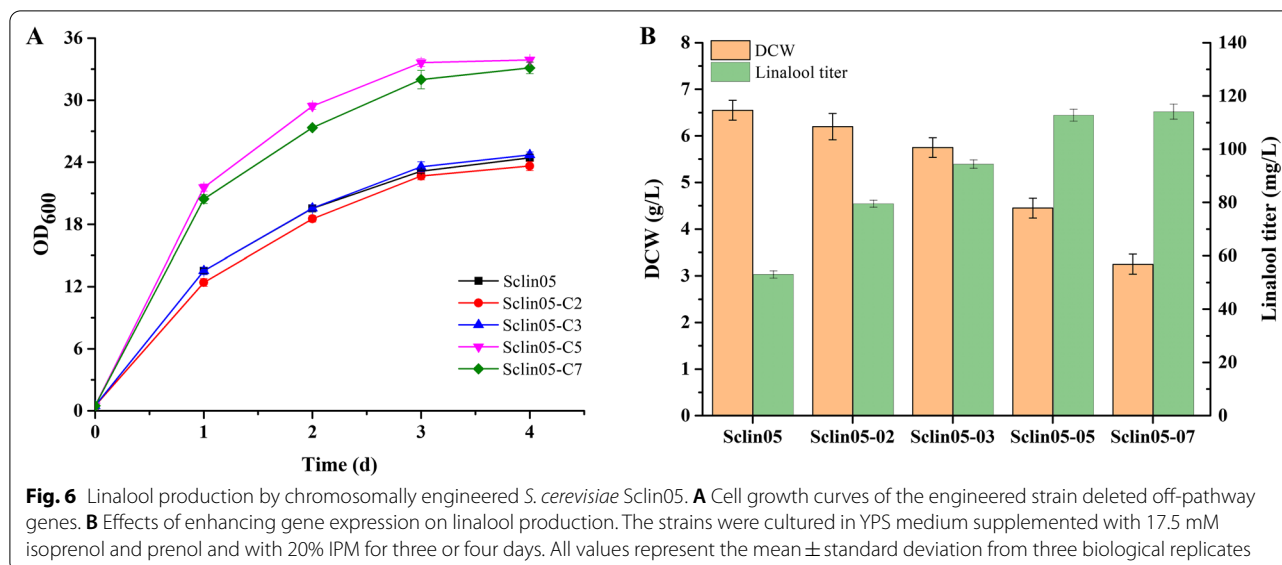 A
36
30
24
18
12
6
0
OD600
0 1 2 3 4
Time (d)
Sclin05
Sclin05-C2
Sclin05-C3
Sclin05-C5
Sclin05-C7
B
8
7
6
5
4
3
2
1
0
DCW (g/L)
DCW
Linalool titer
140
120
100
80
60
40
20
0
Linalool titer (mg/L)
Sclin05 Sclin05-02 Sclin05-03 Sclin05-05 Sclin05-07
Fig. 6 Linalool production by chromosomally engineered S. cerevisiae Sclin05. A Cell growth curves of the engineered strain deleted off-pathway
genes. B Effects of enhancing gene expression on linalool production. The strains were cultured in YPS medium supplemented with 17.5 mM
isoprenol and prenol and with 20% IPM for three or four days. All values represent the mean ± standard deviation from three biological replicates